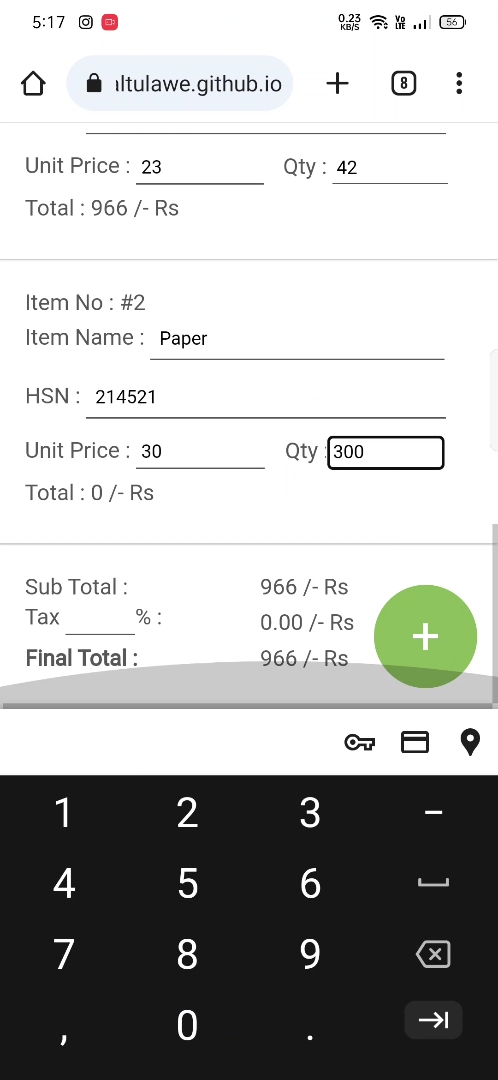 5:17 0.23 KB/S Vo LTE 56
ıltulawe.github.io + 8
Unit Price : 23 Qty : 42
Total : 966 /- Rs
Item No : #2
Item Name : Paper
HSN : 214521
Unit Price : 30 Qty : 300
Total : 0 /- Rs
Sub Total : 966 /- Rs
Tax % : 0.00 /- Rs
Final Total : 966 /- Rs
+
1 2 3 −
4 5 6
7 8 9
, 0 .